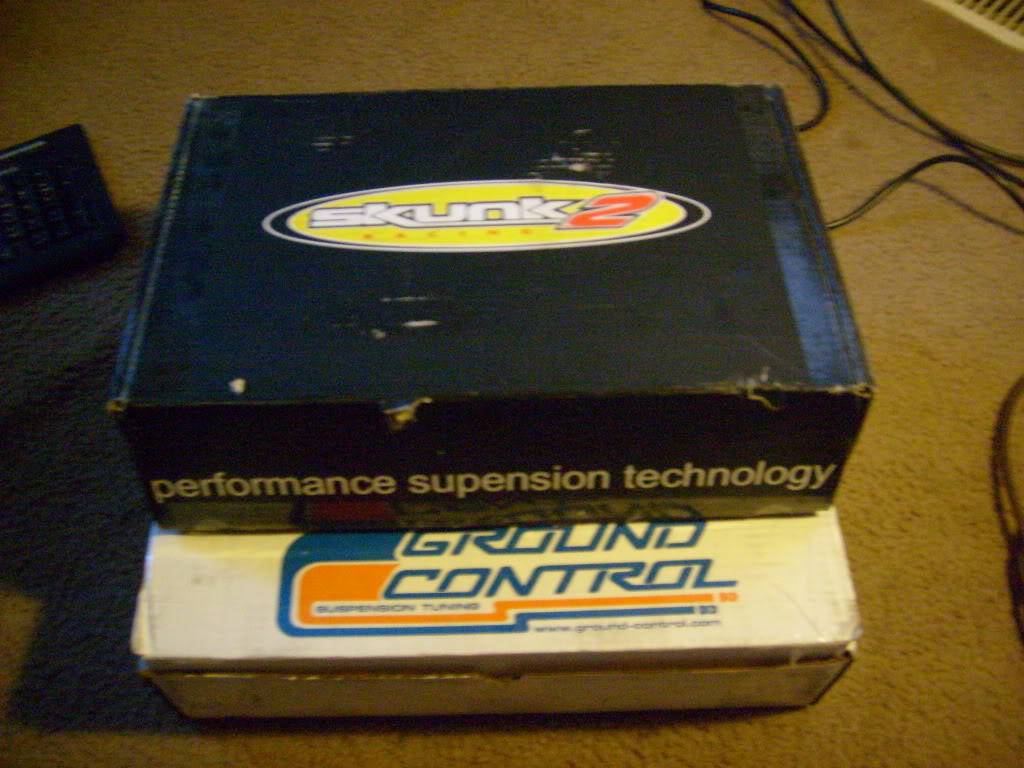 skunk2
RACING
performance supension technology
GROUND
CONTROL
SUSPENSION TUNING
www.ground-control.com